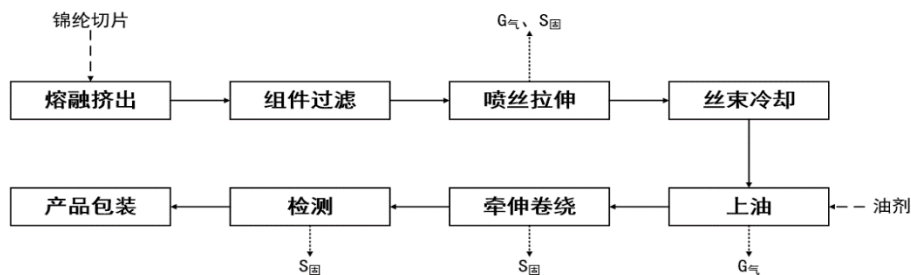 锦纶切片
G气、S固
熔融挤出
组件过滤
喷丝拉伸
丝束冷却
产品包装
检测
牵伸卷绕
上油
油剂
S固
S固
G气